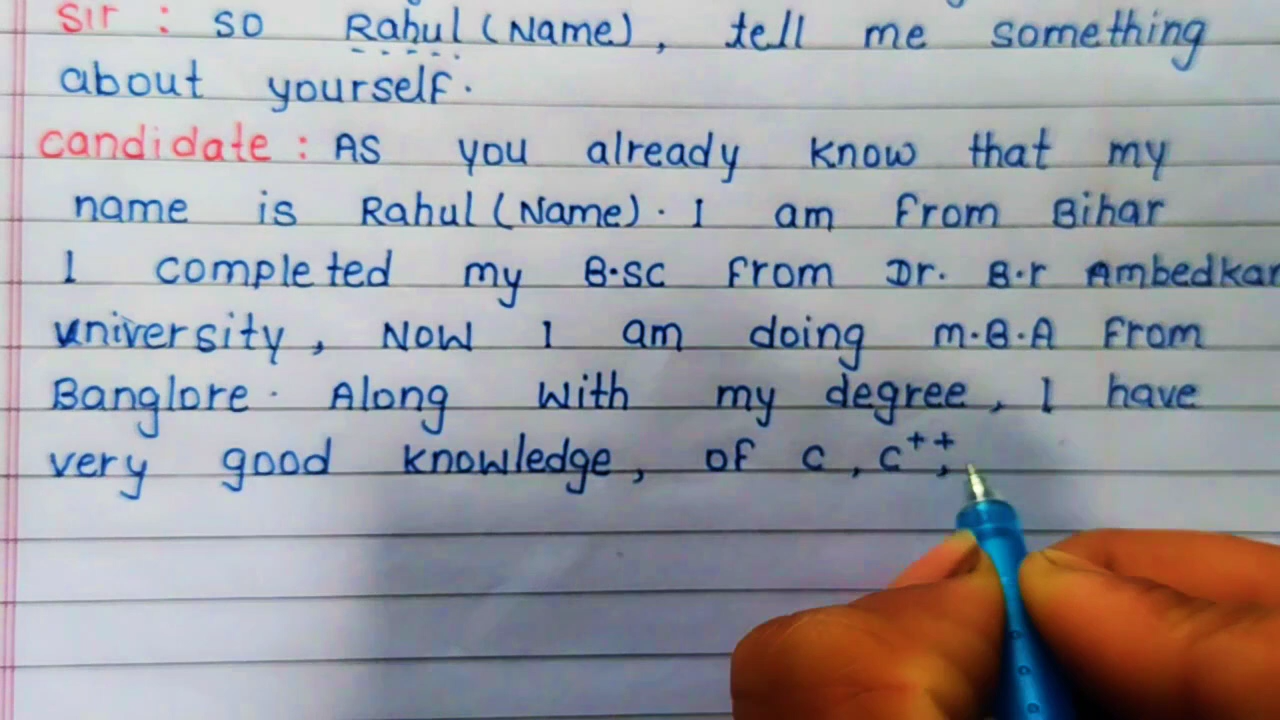 sir : so Rahul (Name), tell me something
about yourself.
candidate : As you already know that my
name is Rahul (Name). I am from Bihar
I completed my B.sc from Dr. B.r Ambedkar
university, Now I am doing m.B.A from
Banglore. Along with my degree, I have
very good knowledge, of c, c++,